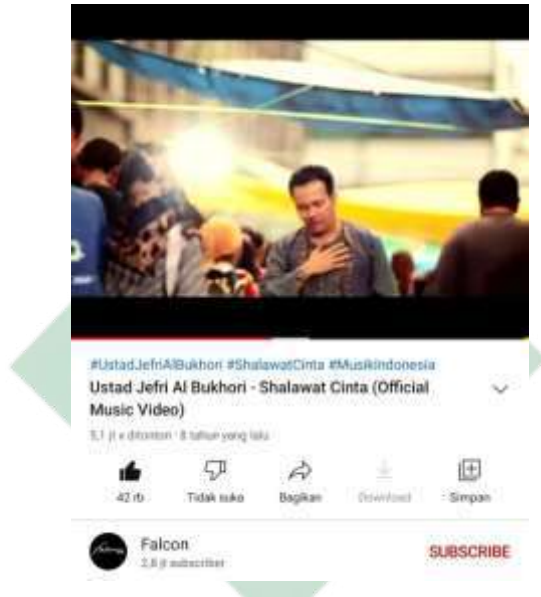 #UstadJefriAlBukhori #ShalawatCinta #MusikIndonesia
Ustad Jefri Al Bukhori - Shalawat Cinta (Official
Music Video)
5,1 jt x ditonton · 8 tahun yang lalu
42 rb Tidak suka Bagikan Download Simpan
Falcon
2,8 jt subscriber
SUBSCRIBE